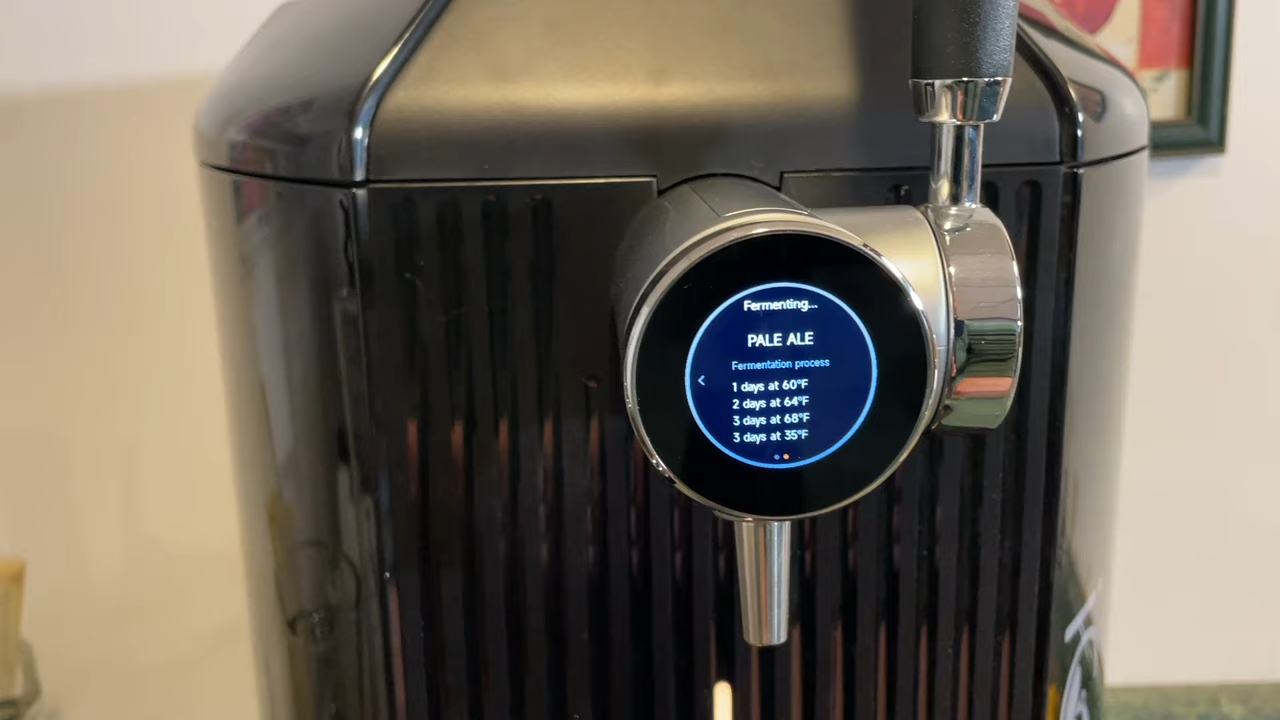 Fermenting...
PALE ALE
Fermentation process
<
1 days at 60°F
2 days at 64°F
3 days at 68°F
3 days at 35°F